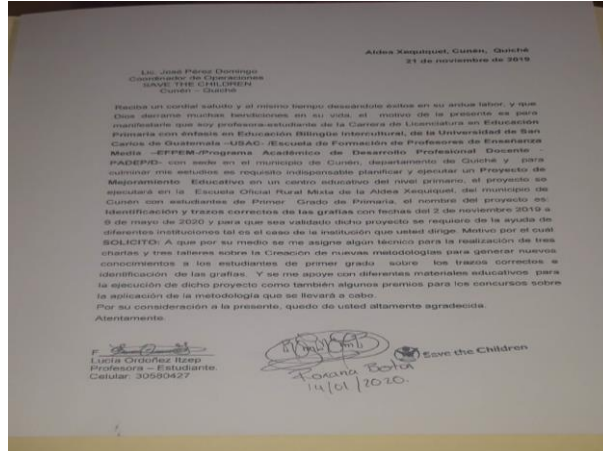 Aldea Xequiquel, Cunén, Quiché
21 de noviembre de 2019
Lic. José Pérez Domingo
Coordinador de Operaciones
SAVE THE CHILDREN
Cunén – Quiché
Reciba un cordial saludo y al mismo tiempo deseándole éxitos en su ardua labor, y que
Dios derrame muchas bendiciones en su vida, el motivo de la presente es para
manifestarle que soy profesora-estudiante de la Carrera de Licenciatura en Educación
Primaria con énfasis en Educación Bilingüe Intercultural, de la Universidad de San
Carlos de Guatemala –USAC- /Escuela de Formación de Profesores de Enseñanza
Media –EFPEM-/Programa Académico de Desarrollo Profesional Docente -
PADEP/D- con sede en el municipio de Cunén, departamento de Quiché y para
culminar mis estudios es requisito indispensable planificar y ejecutar un Proyecto de
Mejoramiento Educativo en un centro educativo del nivel primario, el proyecto se
ejecutará en la Escuela Oficial Rural Mixta de la Aldea Xequiquel, del municipio de
Cunén con estudiantes de Primer Grado de Primaria, el nombre del proyecto es:
Identificación y trazos correctos de las grafías con fechas del 2 de noviembre 2019 a
8 de mayo de 2020 y para que sea validado dicho proyecto se requiere de la ayuda de
diferentes instituciones tal es el caso de la institución que usted dirige. Motivo por el cuál
SOLICITO: A que por su medio se me asigne algún técnico para la realización de tres
charlas y tres talleres sobre la Creación de nuevas metodologías para generar nuevos
conocimientos a los estudiantes de primer grado sobre los trazos correctos e
identificación de las grafías. Y se me apoye con diferentes materiales educativos para
la ejecución de dicho proyecto como también algunos premios para los concursos sobre
la aplicación de la metodología que se llevará a cabo.
Por su consideración a la presente, quedo de usted altamente agradecida.
Atentamente.
F.
Lucía Ordoñez Itzep
Profesora – Estudiante.
Celular: 30580427
Save the Children
14/01/2020.